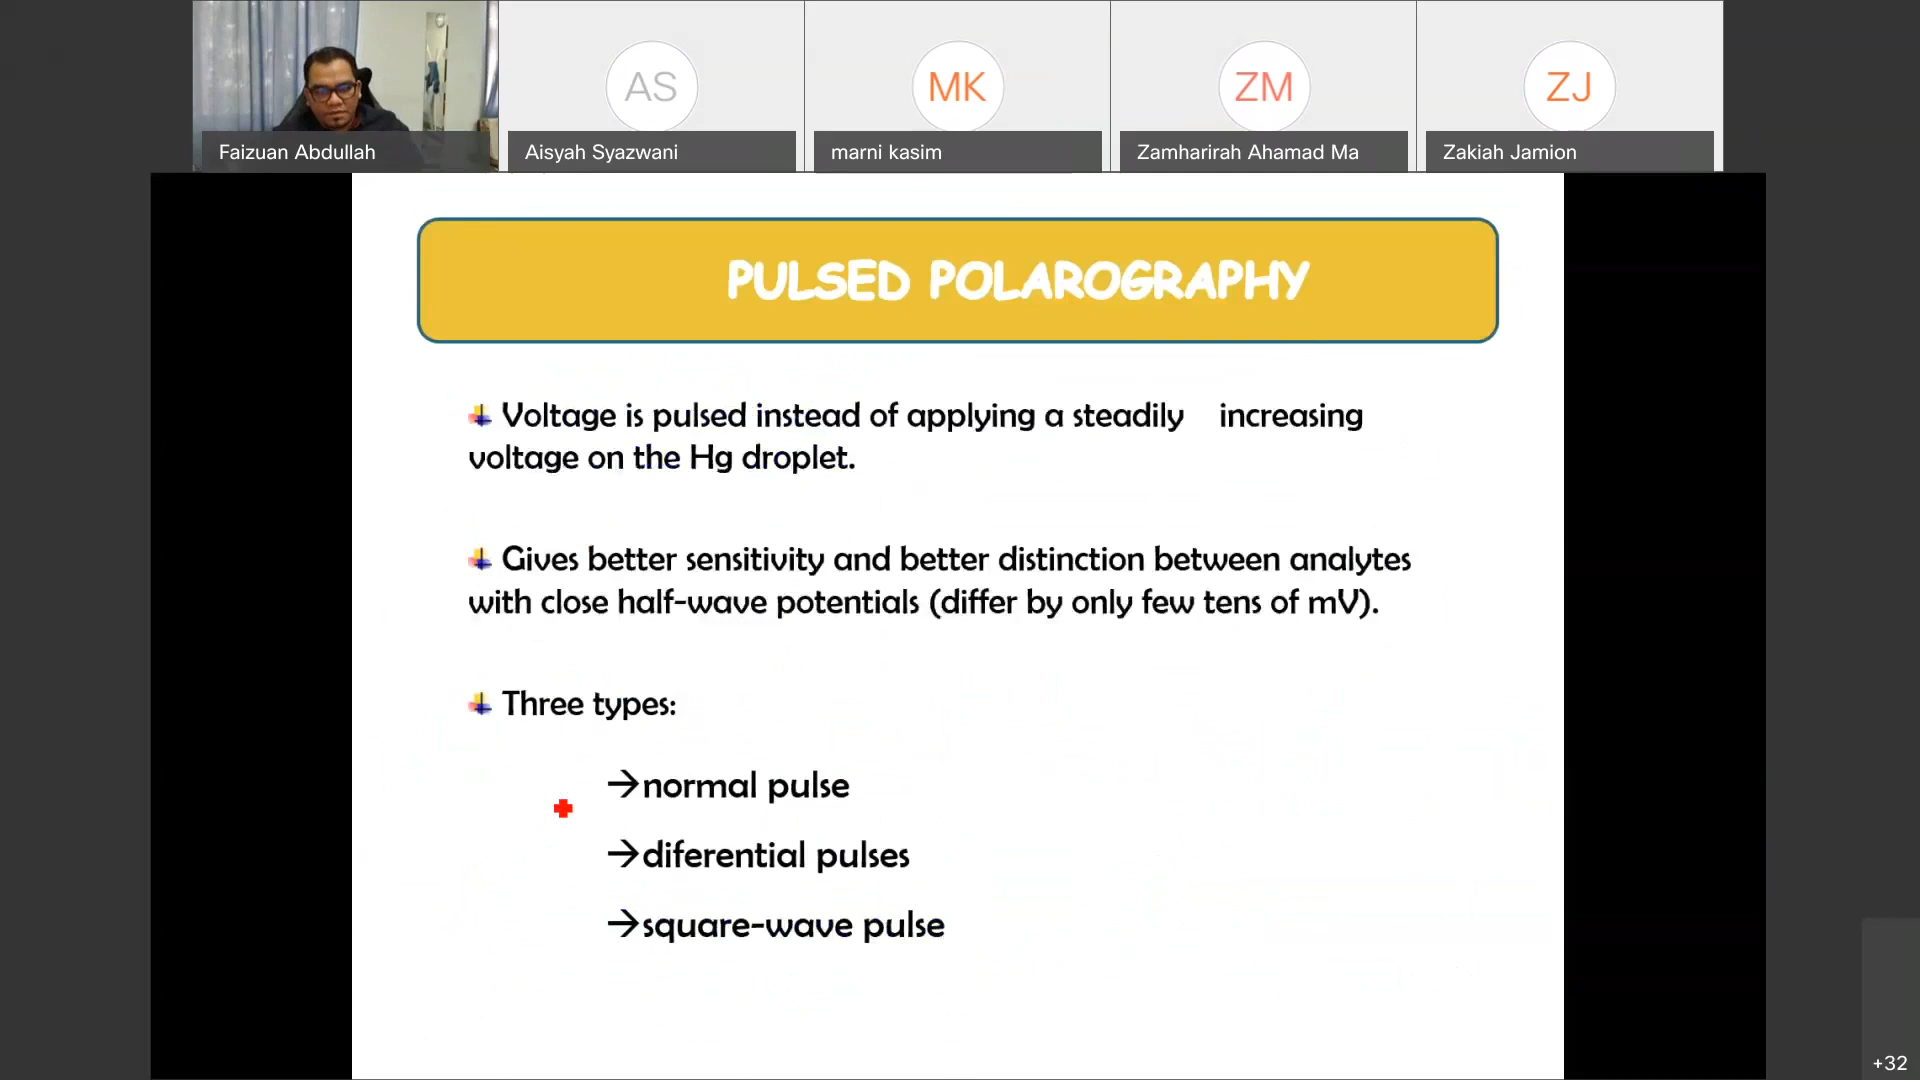 AS
MK
ZM
ZJ
Faizuan Abdullah
Aisyah Syazwani
marni kasim
Zamharirah Ahamad Ma
Zakiah Jamion
PULSED POLAROGRAPHY
Voltage is pulsed instead of applying a steadily increasing
voltage on the Hg droplet.
Gives better sensitivity and better distinction between analytes
with close half-wave potentials (differ by only few tens of mV).
Three types:
→normal pulse
→diferential pulses
→square-wave pulse
+32